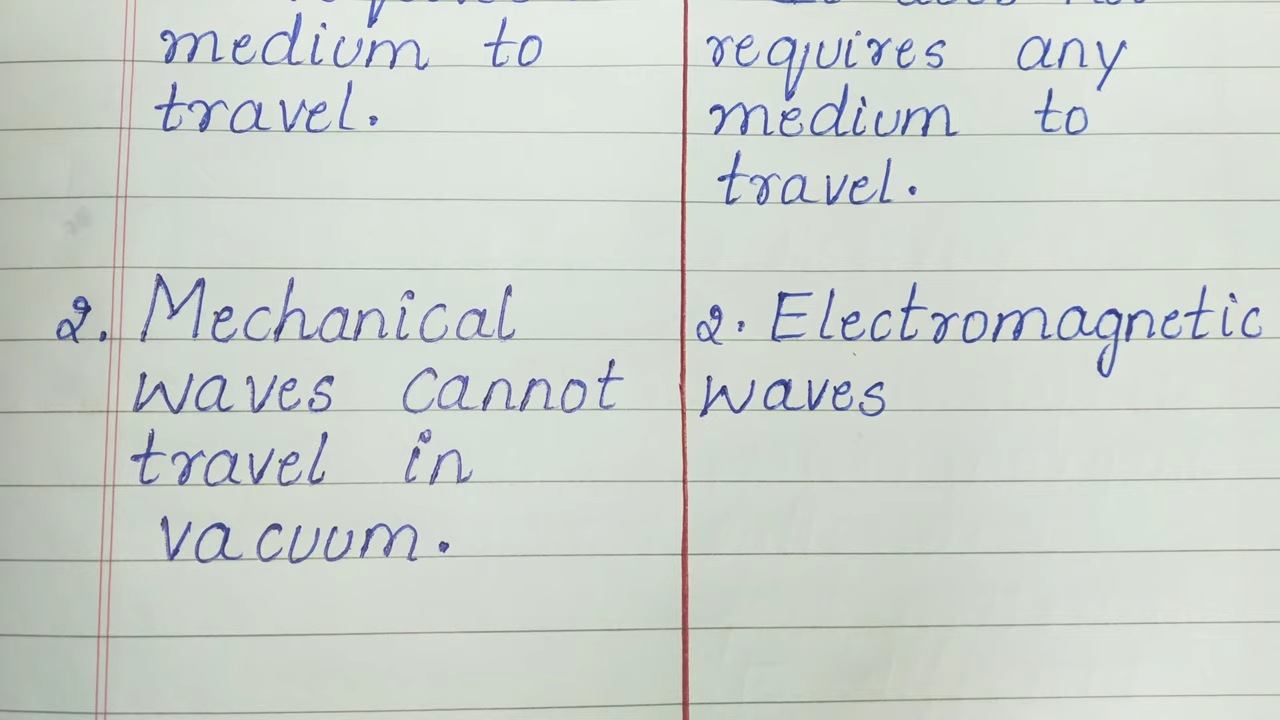 medium to
travel.
2. Mechanical
waves cannot
travel in
vacuum.
requires any
medium to
travel.
2. Electromagnetic
waves